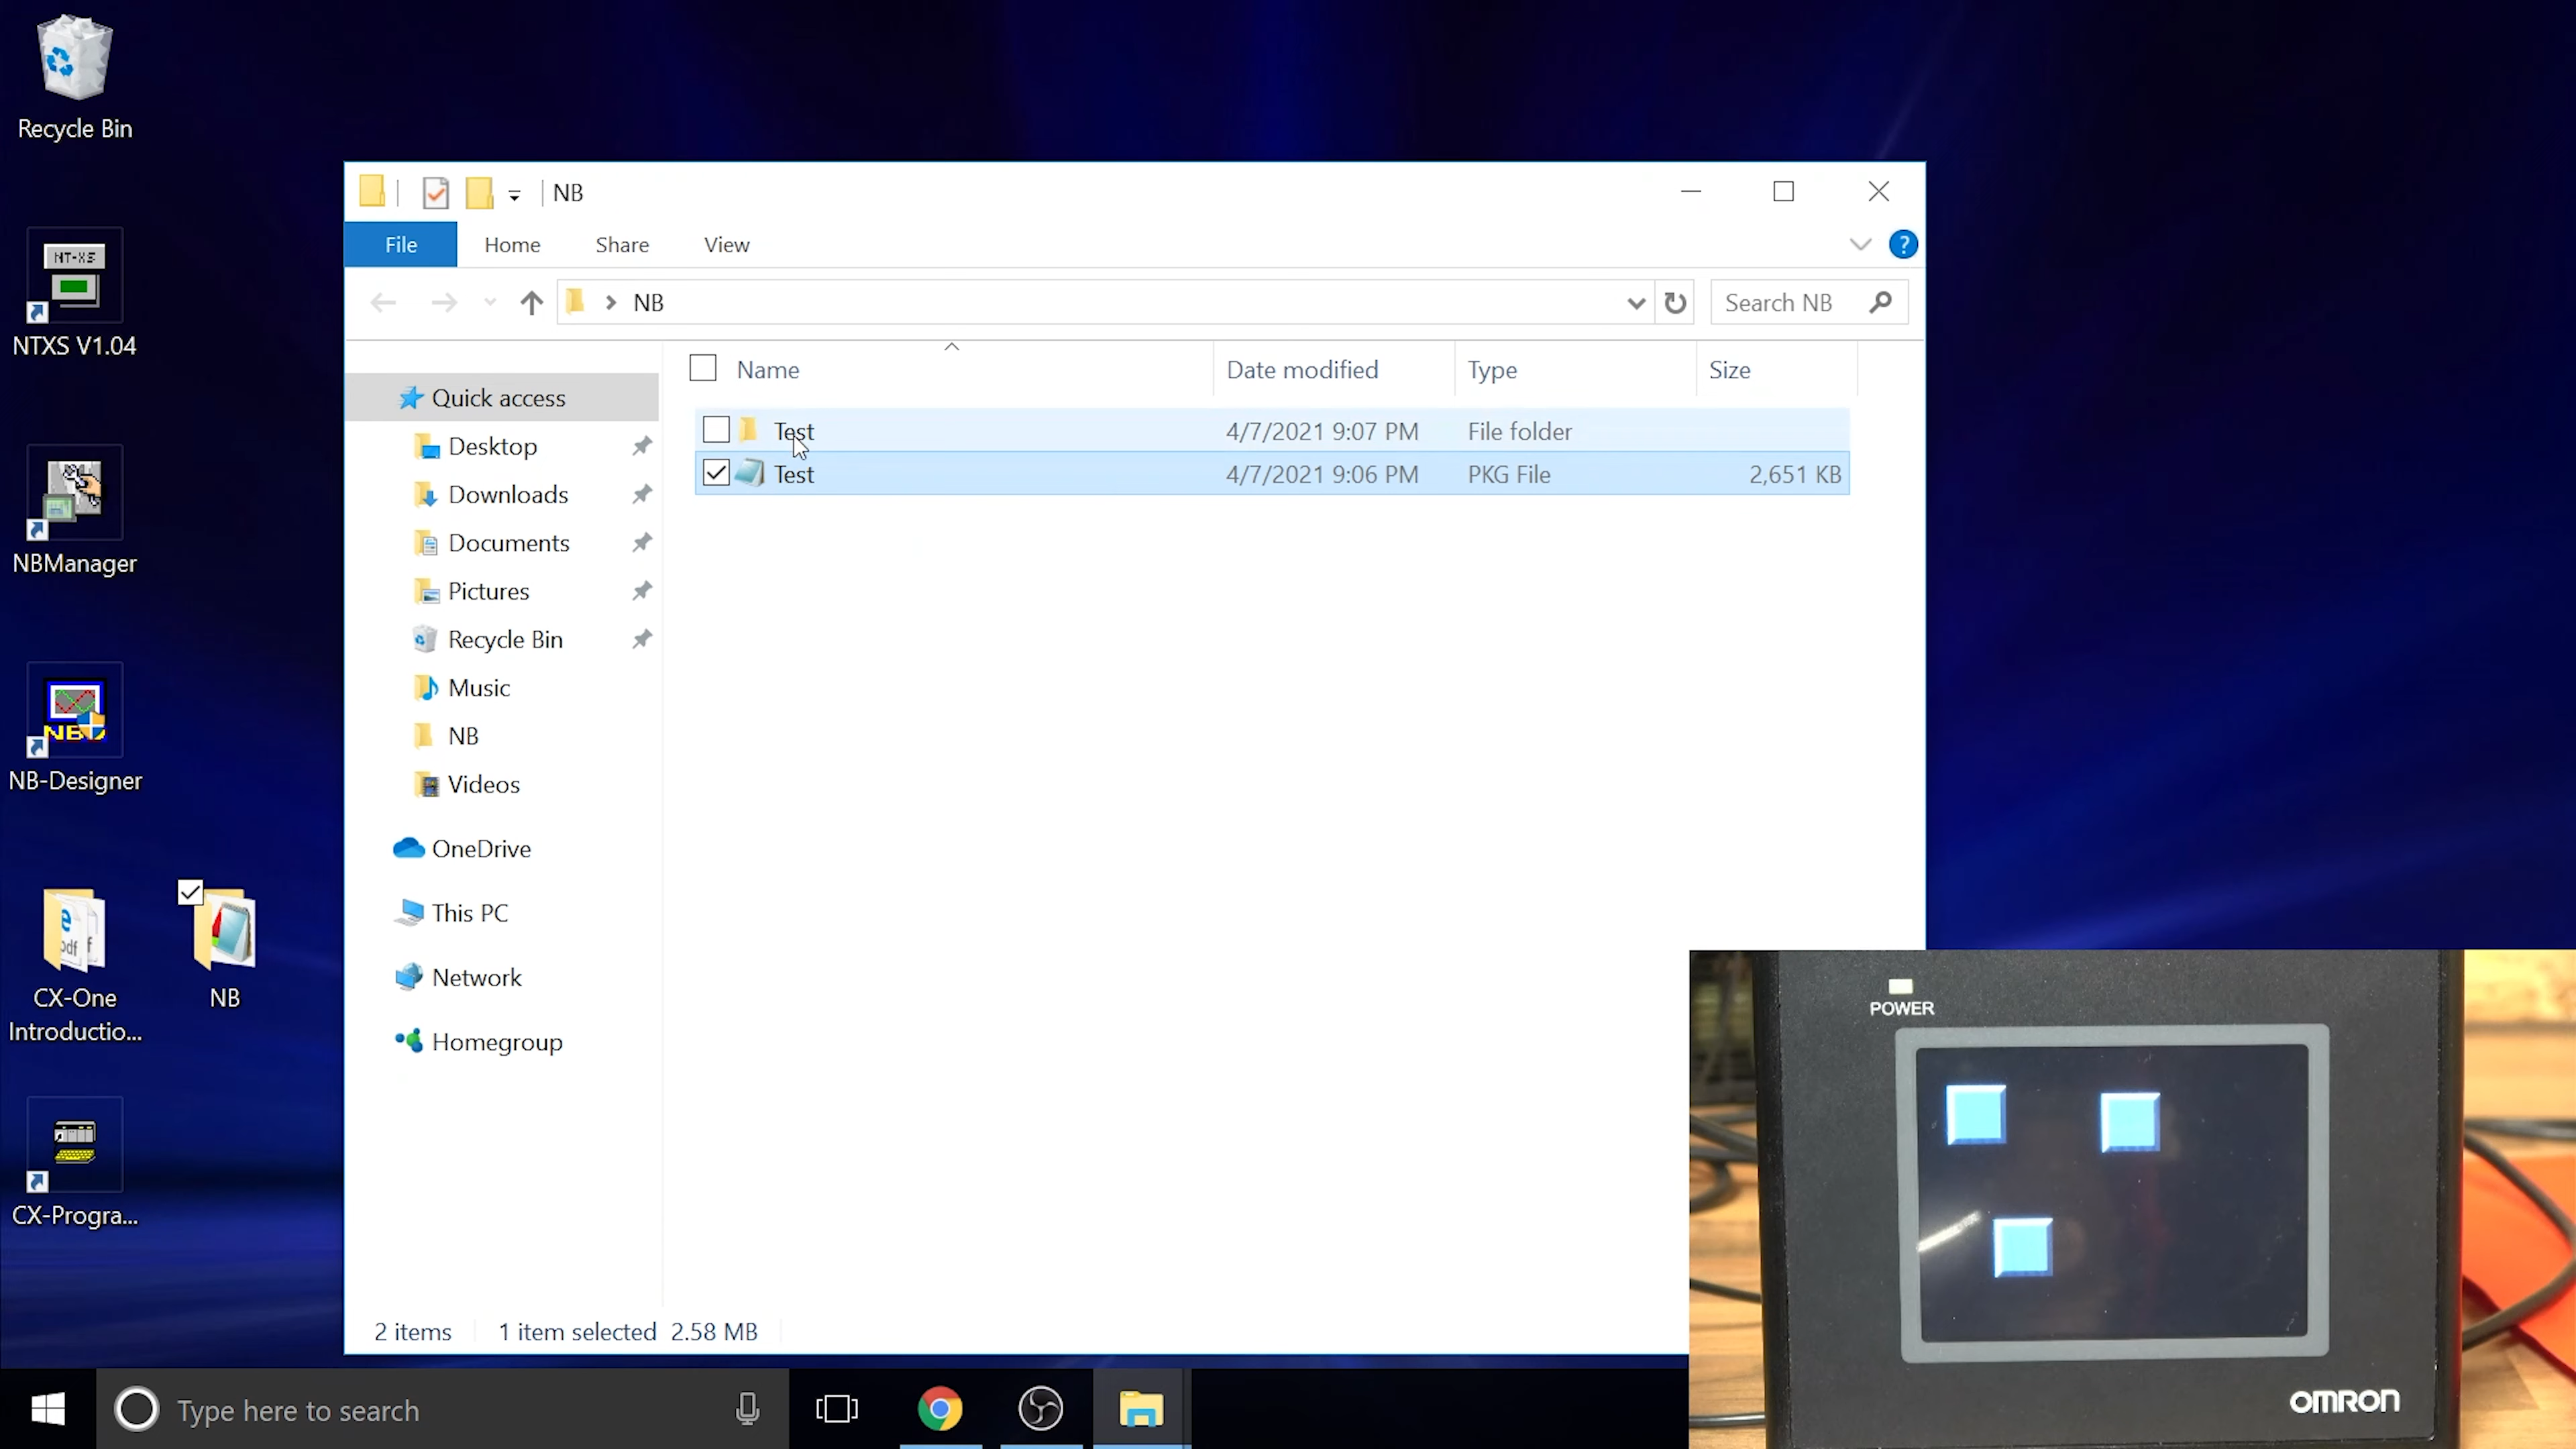 Recycle Bin
NT-XS
NTXS V1.04
NBManager
NBD
NB-Designer
pdf
CX-One
Introductio...
NB
CX-Progra...
NB
File Home Share View
?
NB
Search NB
Name Date modified Type Size
Test 4/7/2021 9:07 PM File folder
Test 4/7/2021 9:06 PM PKG File 2,651 KB
Quick access
Desktop
Downloads
Documents
Pictures
Recycle Bin
Music
NB
Videos
OneDrive
This PC
Network
Homegroup
2 items 1 item selected 2.58 MB
Type here to search
POWER
OMRON